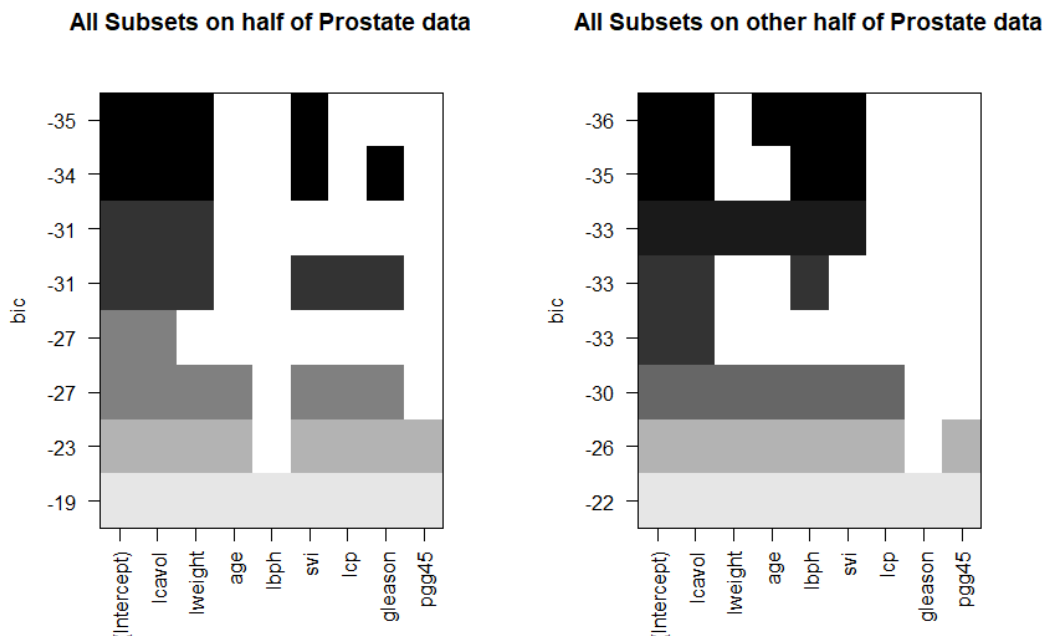 All Subsets on half of Prostate data
bic
-35
-34
-31
-31
-27
-27
-23
-19
(Intercept)
lcavol
lweight
age
lbph
svi
lcp
gleason
pgg45
All Subsets on other half of Prostate data
bic
-36
-35
-33
-33
-33
-30
-26
-22
(Intercept)
lcavol
lweight
age
lbph
svi
lcp
gleason
pgg45